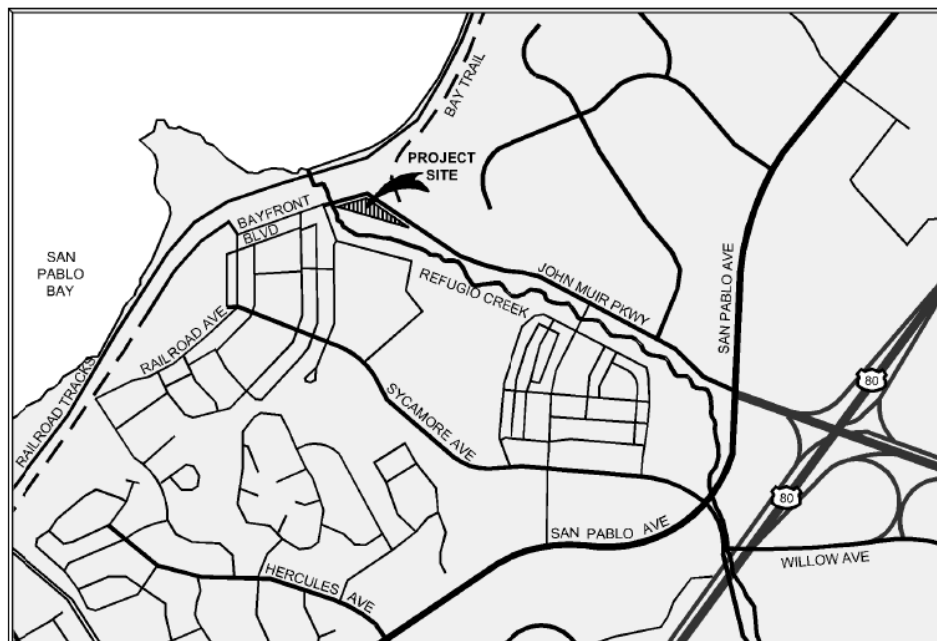 BAY TRAIL
PROJECT
SITE
BAYFRONT
BLVD
SAN
PABLO
BAY
REFUGIO CREEK
JOHN MUIR PKWY
SAN PABLO AVE
RAILROAD AVE
RAILROAD TRACKS
SYCAMORE AVE
80
80
SAN PABLO AVE
WILLOW AVE
HERCULES AVE